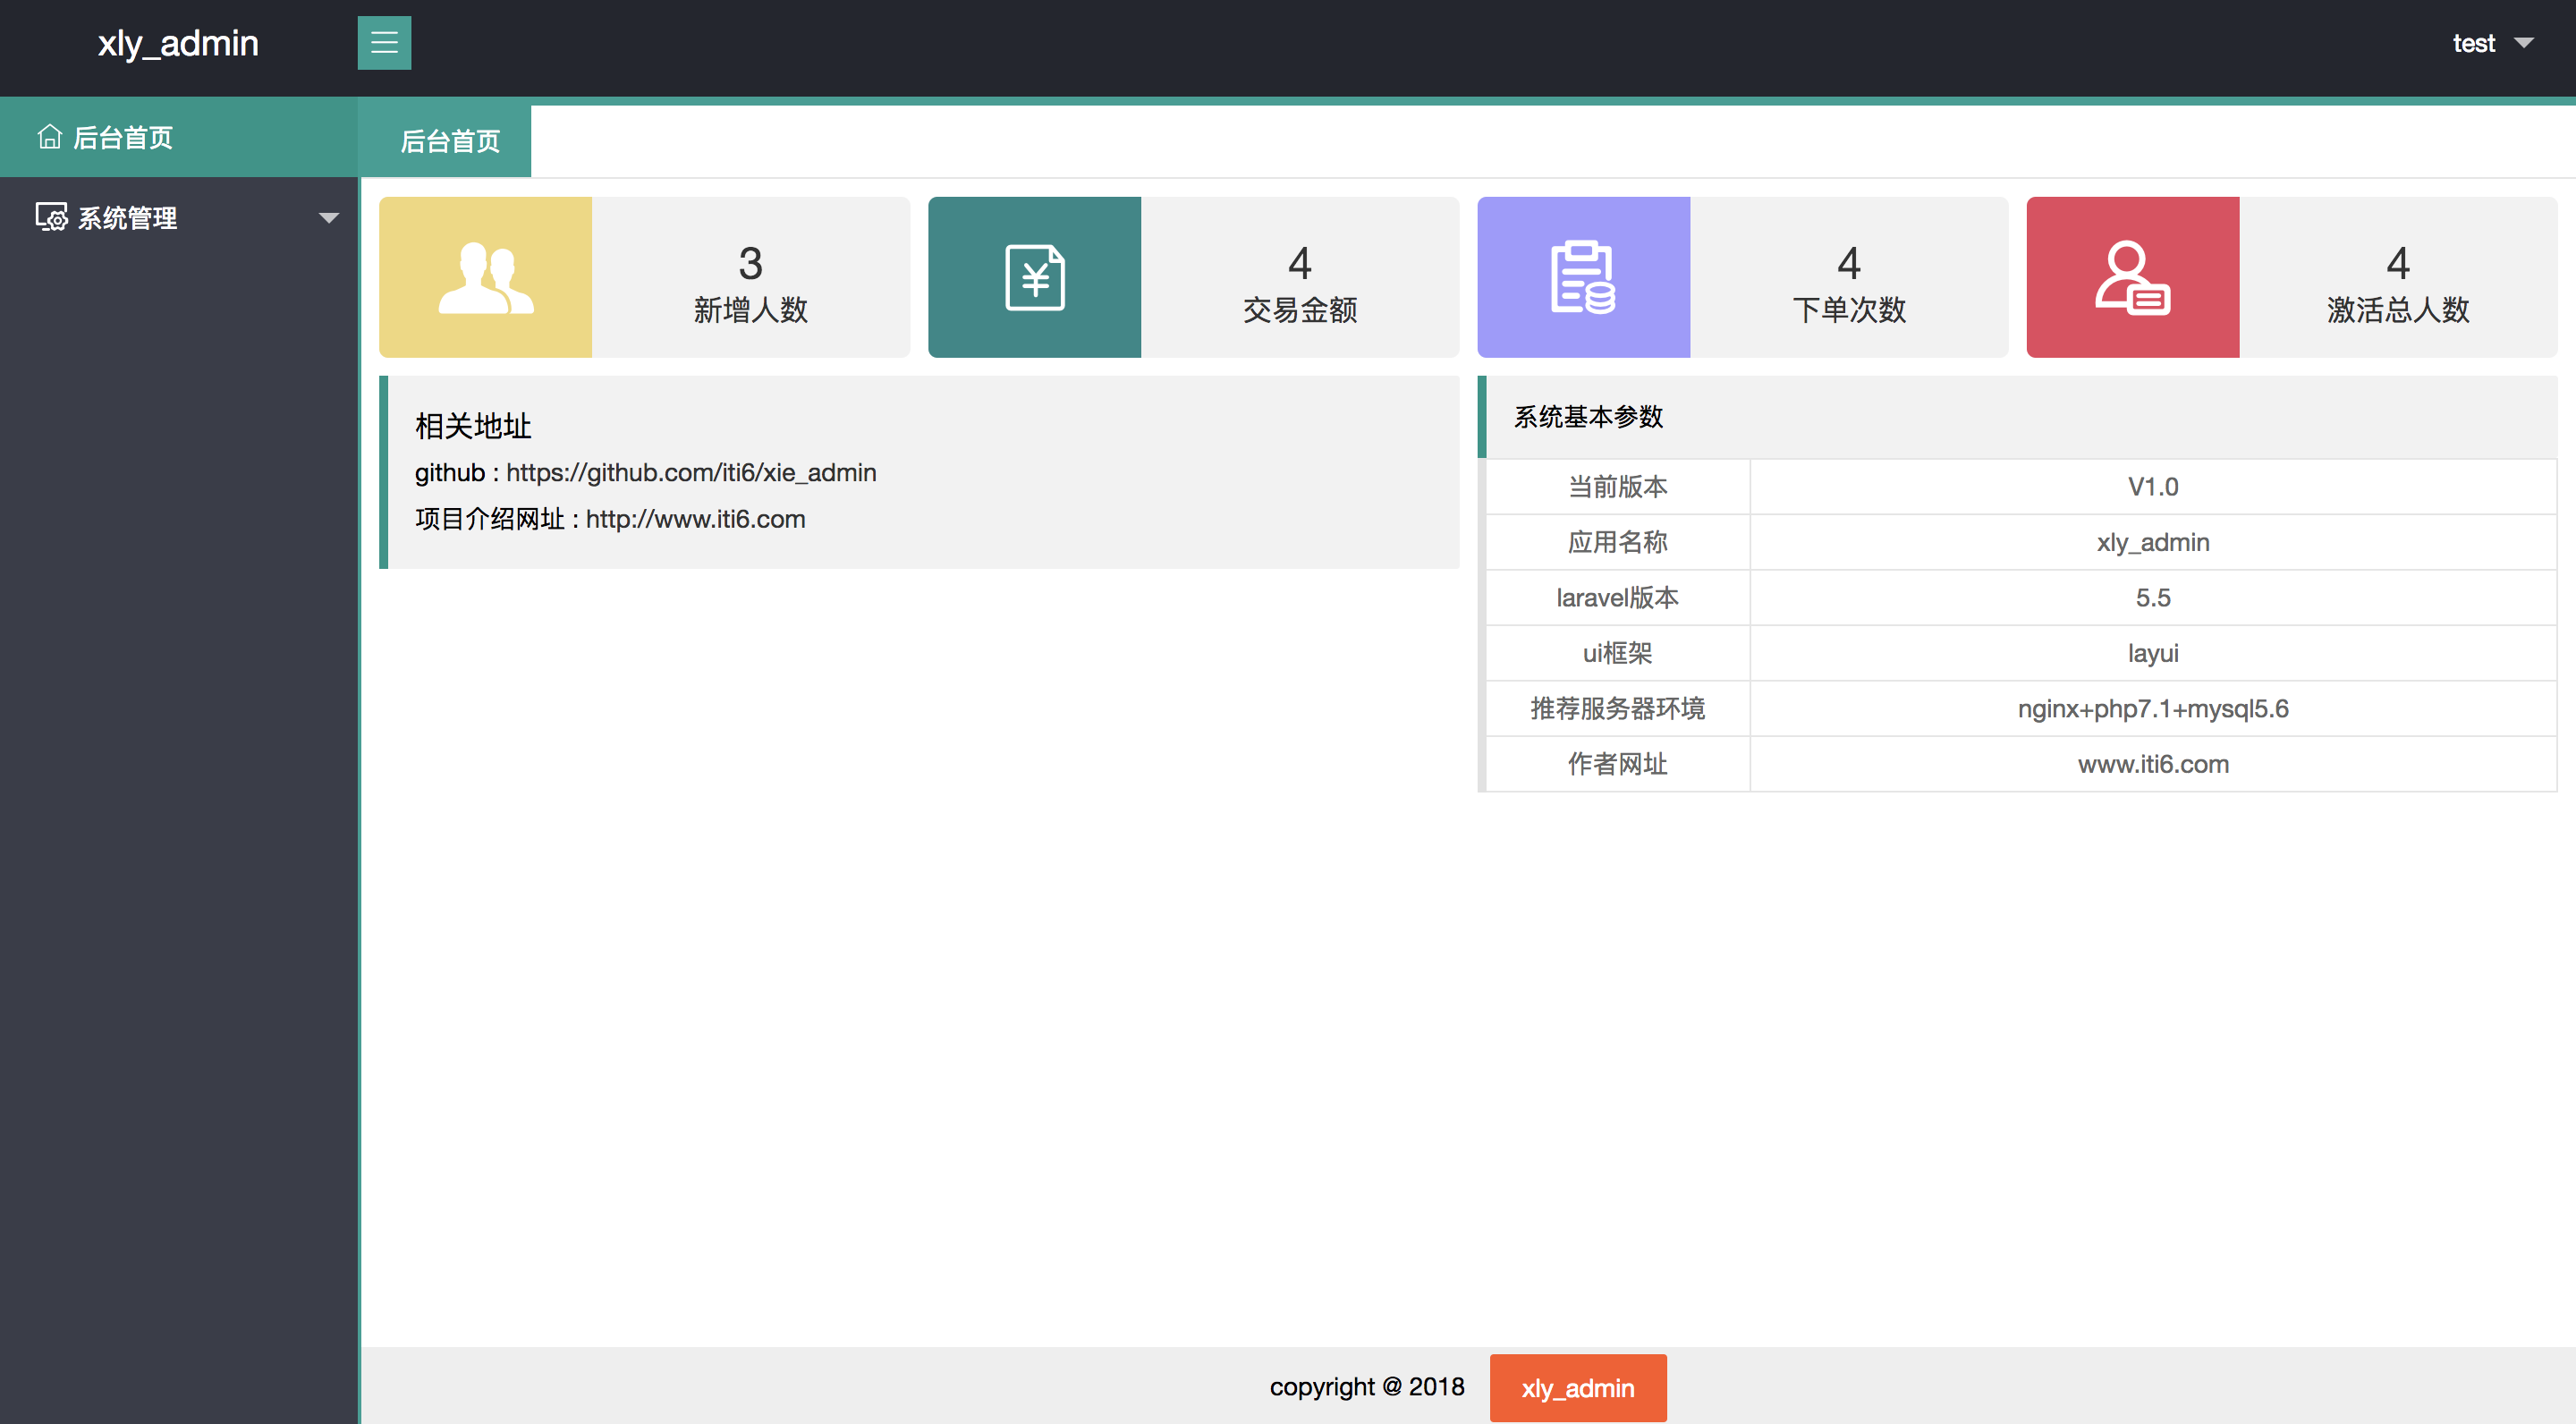 xly_admin
test
后台首页
系统管理
后台首页
3
新增人数
4
交易金额
4
下单次数
4
激活总人数
相关地址
github : https://github.com/iti6/xie_admin
项目介绍网址 : http://www.iti6.com
系统基本参数
当前版本 V1.0
应用名称 xly_admin
laravel版本 5.5
ui框架 layui
推荐服务器环境 nginx+php7.1+mysql5.6
作者网址 www.iti6.com
copyright @ 2018 xly_admin